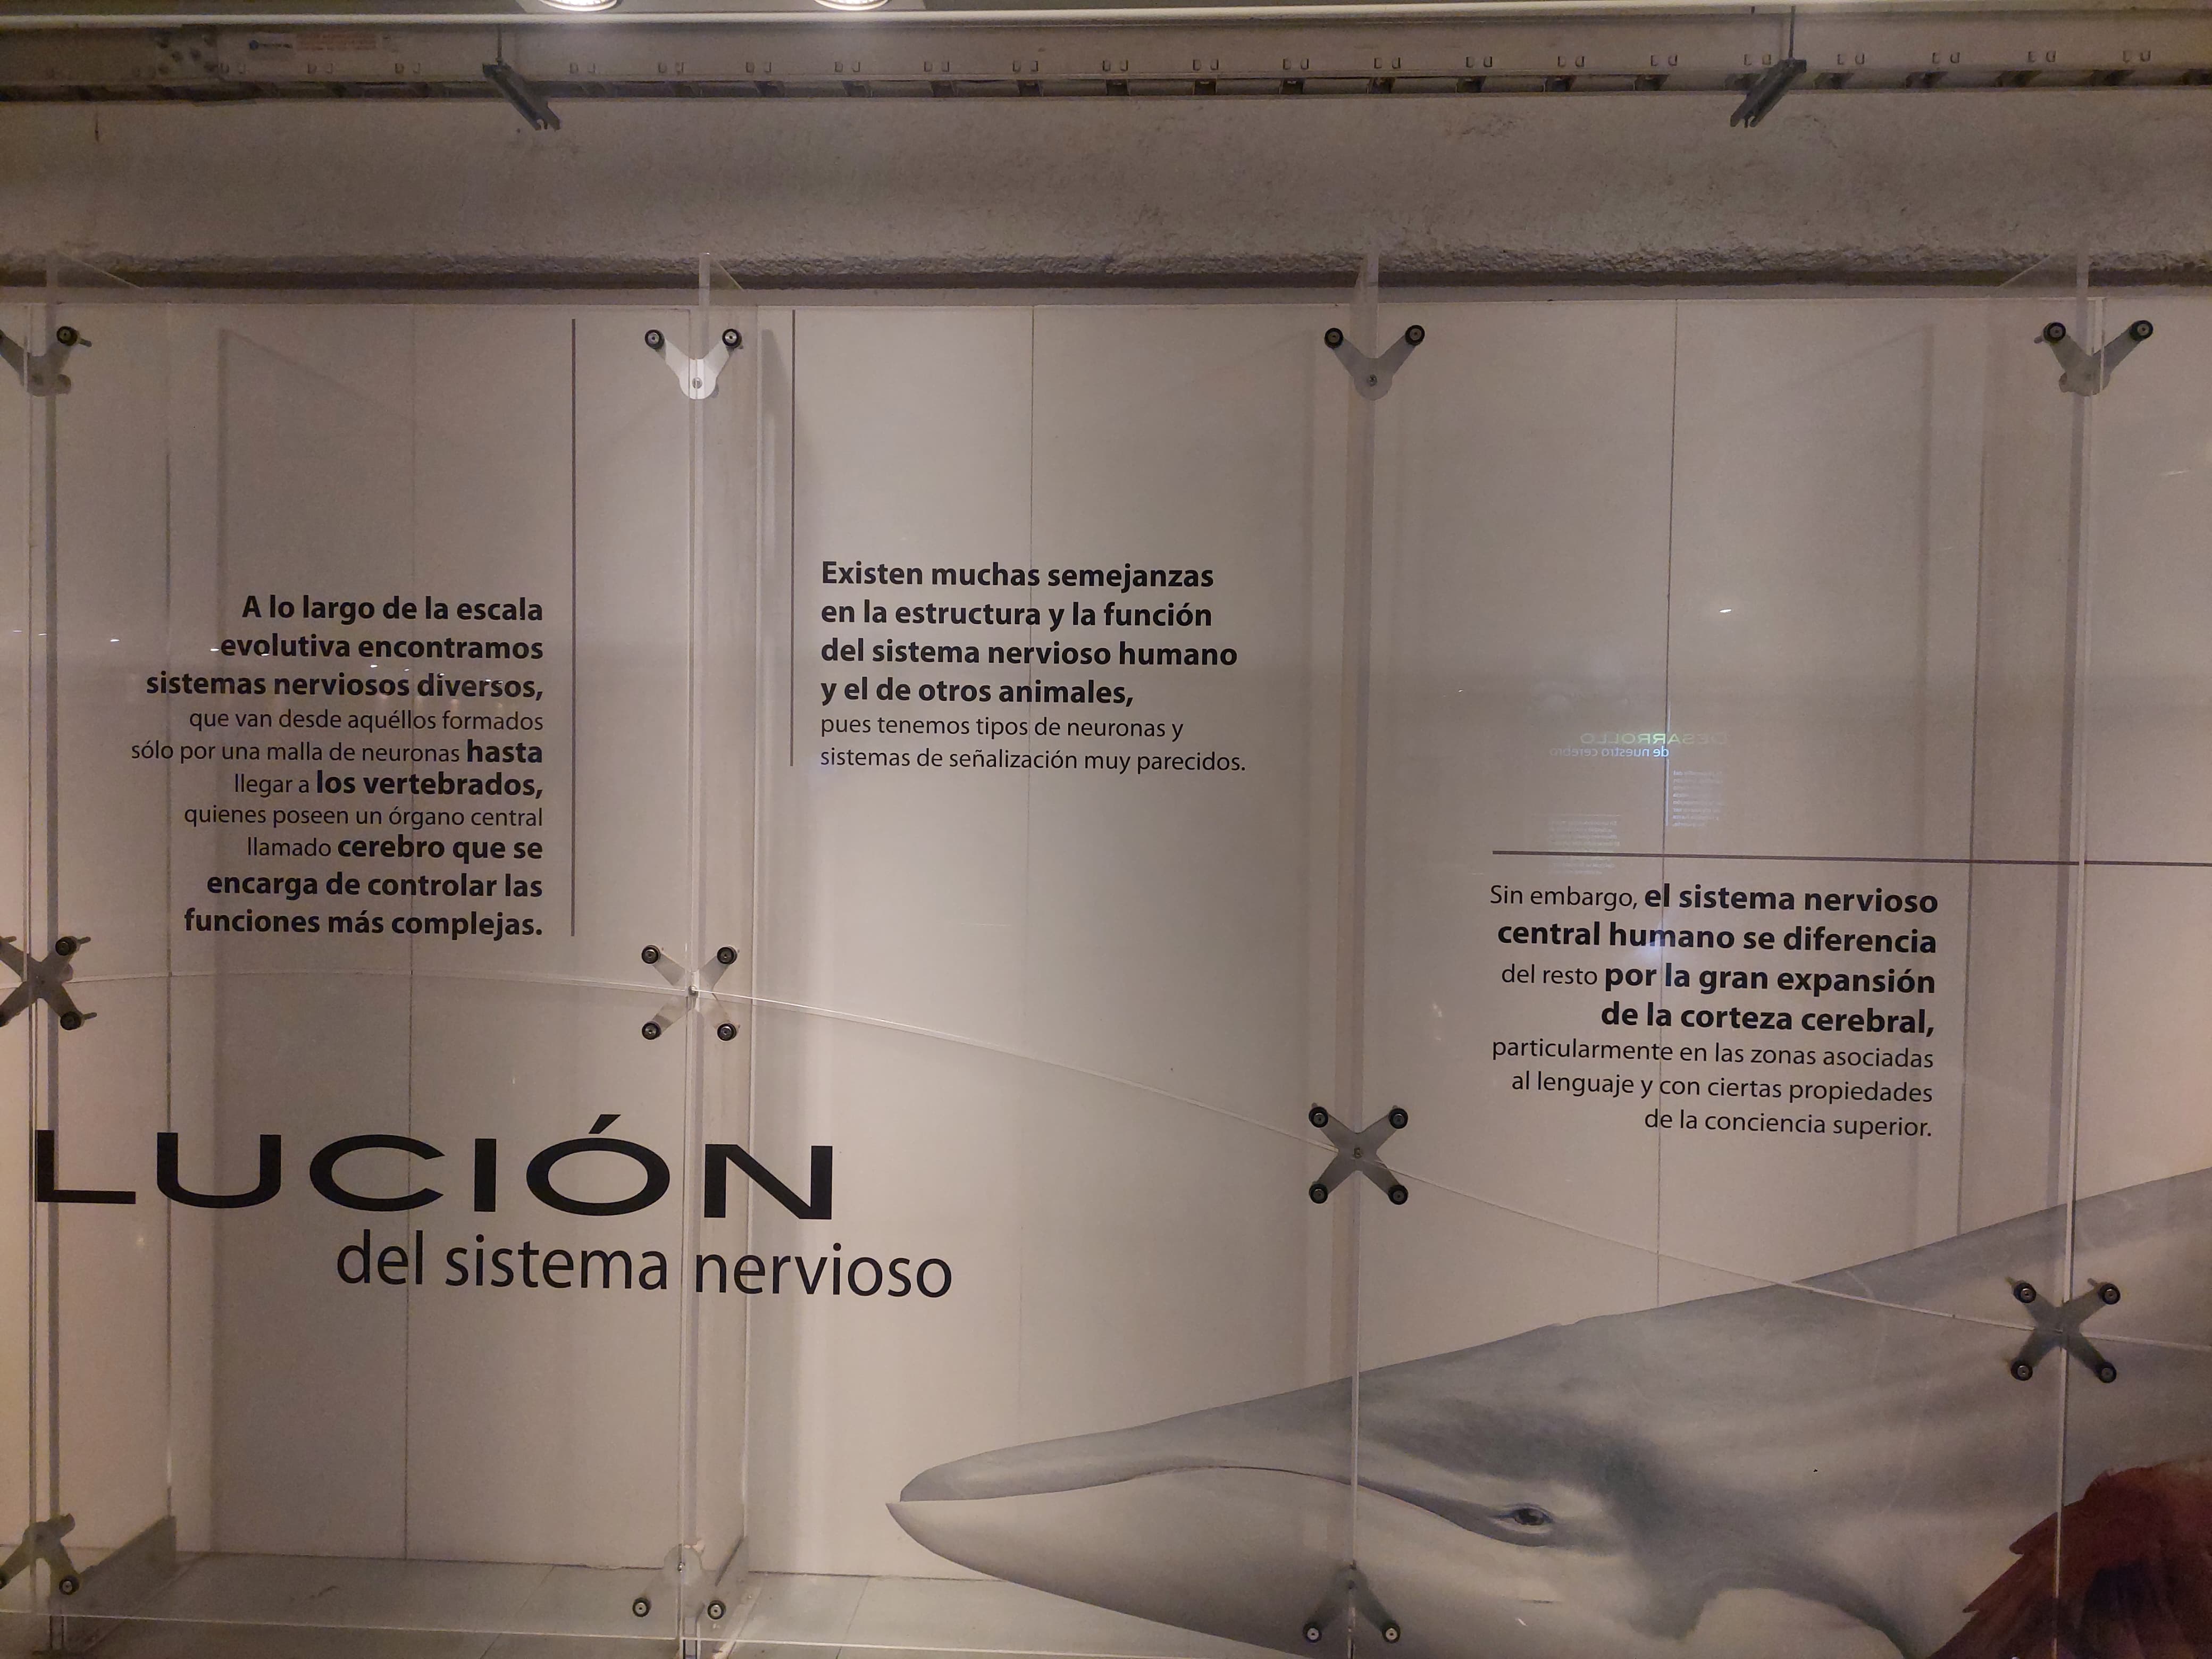 A lo largo de la escala
evolutiva encontramos
sistemas nerviosos diversos,
que van desde aquéllos formados
sólo por una malla de neuronas hasta
llegar a los vertebrados,
quienes poseen un órgano central
llamado cerebro que se
encarga de controlar las
funciones más complejas.
Existen muchas semejanzas
en la estructura y la función
del sistema nervioso humano
y el de otros animales,
pues tenemos tipos de neuronas y
sistemas de señalización muy parecidos.
DESARROLLO
de nuestro cerebro
Sin embargo, el sistema nervioso
central humano se diferencia
del resto por la gran expansión
de la corteza cerebral,
particularmente en las zonas asociadas
al lenguaje y con ciertas propiedades
de la conciencia superior.
LUCIÓN
del sistema nervioso